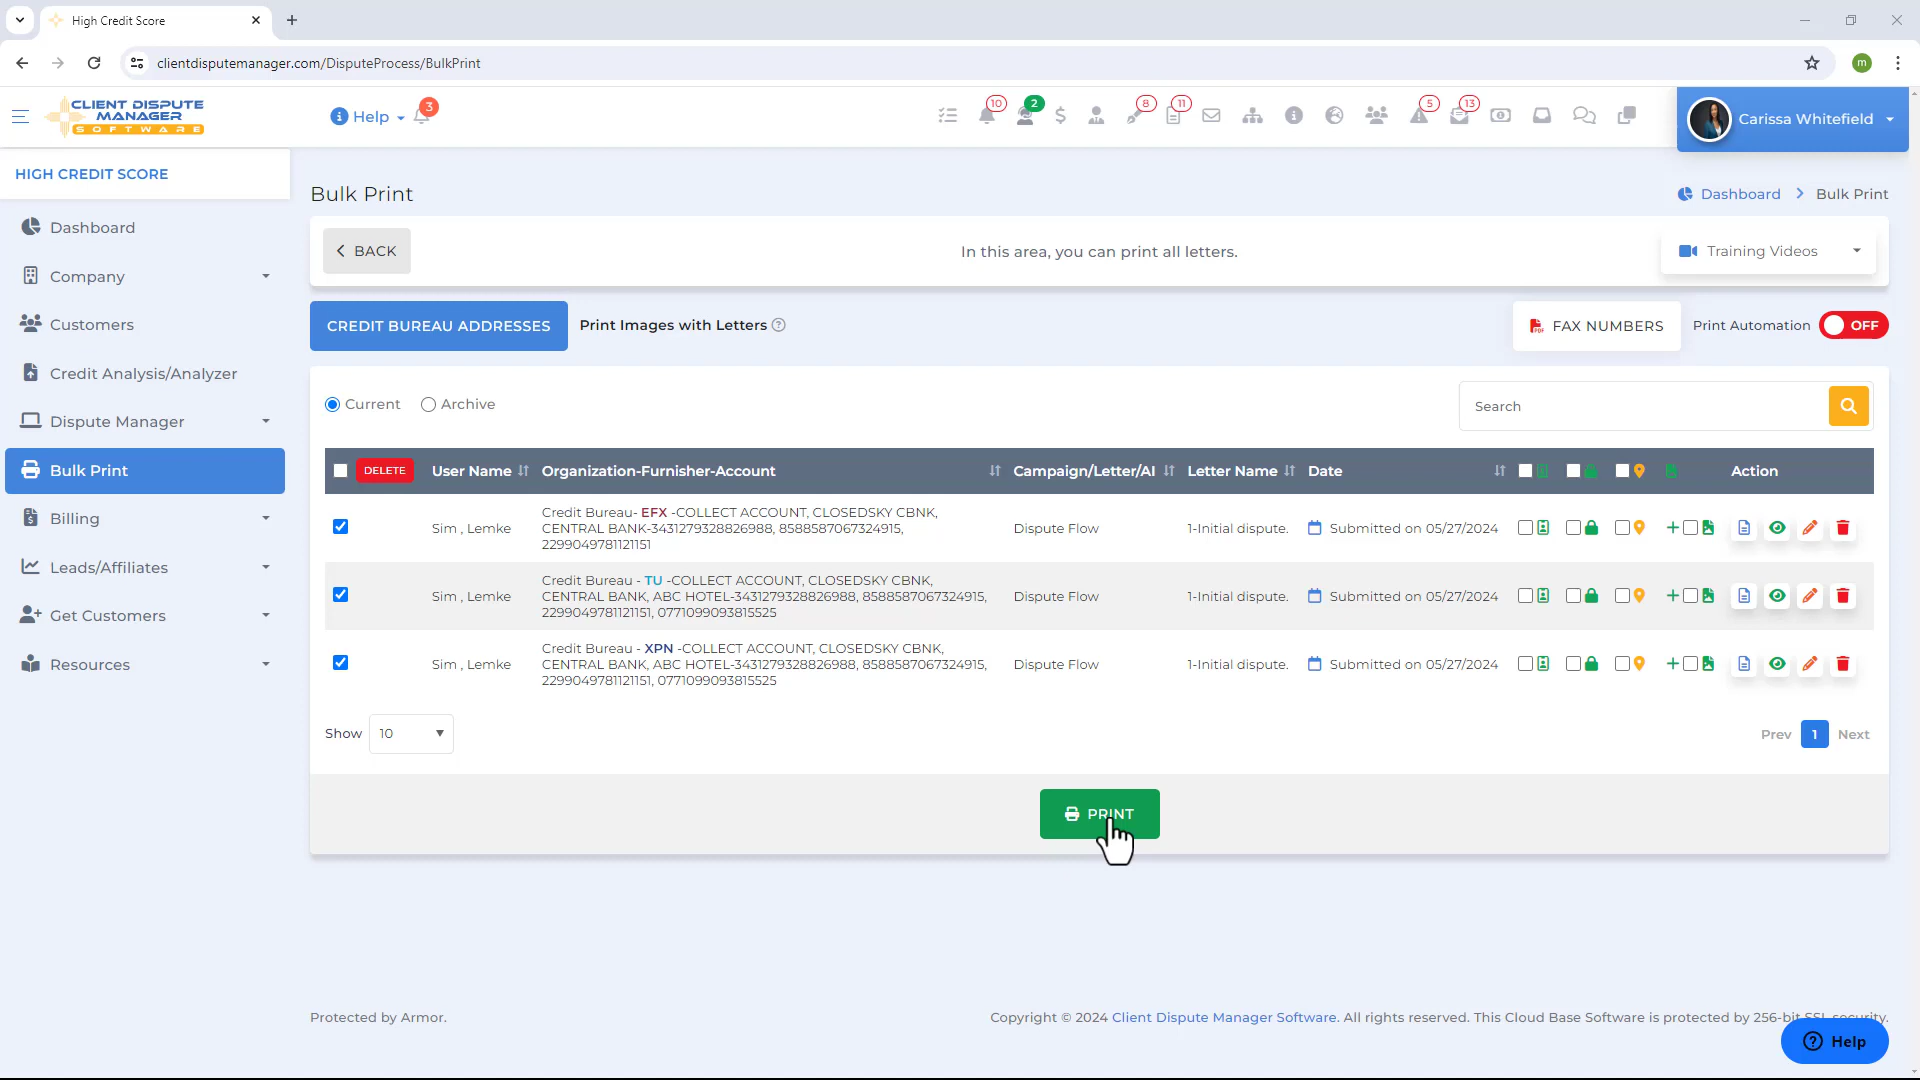 High Credit Score
clientdisputemanager.com/DisputeProcess/BulkPrint
m
CLIENT DISPUTE
MANAGER
SOFTWARE
Help
3
10
2
8
11
5
13
Carissa Whitefield
HIGH CREDIT SCORE
Dashboard
Company
Customers
Credit Analysis/Analyzer
Dispute Manager
Bulk Print
Billing
Leads/Affiliates
Get Customers
Resources
Bulk Print
Dashboard > Bulk Print
BACK
In this area, you can print all letters.
Training Videos
CREDIT BUREAU ADDRESSES
Print Images with Letters
FAX NUMBERS
Print Automation
OFF
Current
Archive
Search
DELETE User Name Organization-Furnisher-Account Campaign/Letter/AI Letter Name Date Action
Credit Bureau- EFX -COLLECT ACCOUNT, CLOSEDSKY CBNK,
Sim , Lemke CENTRAL BANK-3431279328826988, 8588587067324915, Dispute Flow 1-Initial dispute. Submitted on 05/27/2024
2299049781121151
Credit Bureau - TU -COLLECT ACCOUNT, CLOSEDSKY CBNK,
Sim , Lemke CENTRAL BANK, ABC HOTEL-3431279328826988, 8588587067324915, Dispute Flow 1-Initial dispute. Submitted on 05/27/2024
2299049781121151, 0771099093815525
Credit Bureau - XPN -COLLECT ACCOUNT, CLOSEDSKY CBNK,
Sim , Lemke CENTRAL BANK, ABC HOTEL-3431279328826988, 8588587067324915, Dispute Flow 1-Initial dispute. Submitted on 05/27/2024
2299049781121151, 0771099093815525
Show 10
Prev 1 Next
PRINT
Protected by Armor.
Copyright © 2024 Client Dispute Manager Software. All rights reserved. This Cloud Base Software is protected by 256-bit SSL security.
Help